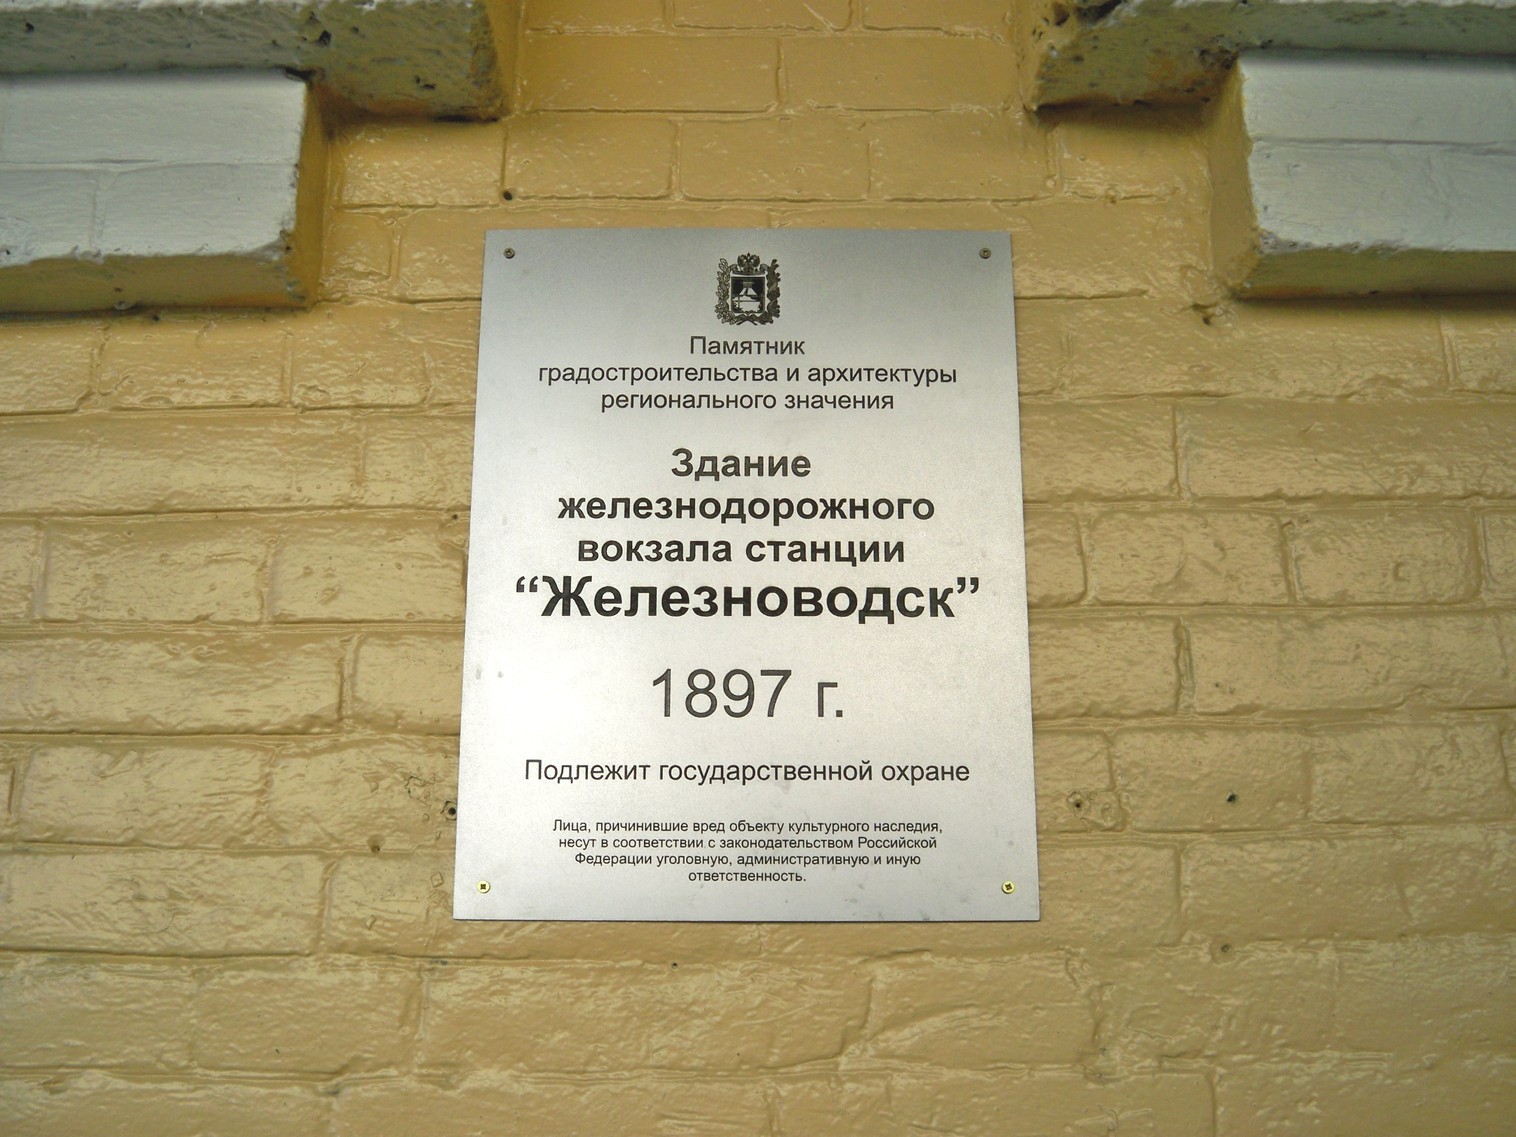 Памятник
градостроительства и архитектуры
регионального значения
Здание
железнодорожного
вокзала станции
“Железноводск”
1897 г.
Подлежит государственной охране
Лица, причинившие вред объекту культурного наследия,
несут в соответствии с законодательством Российской
Федерации уголовную, административную и иную
ответственность.